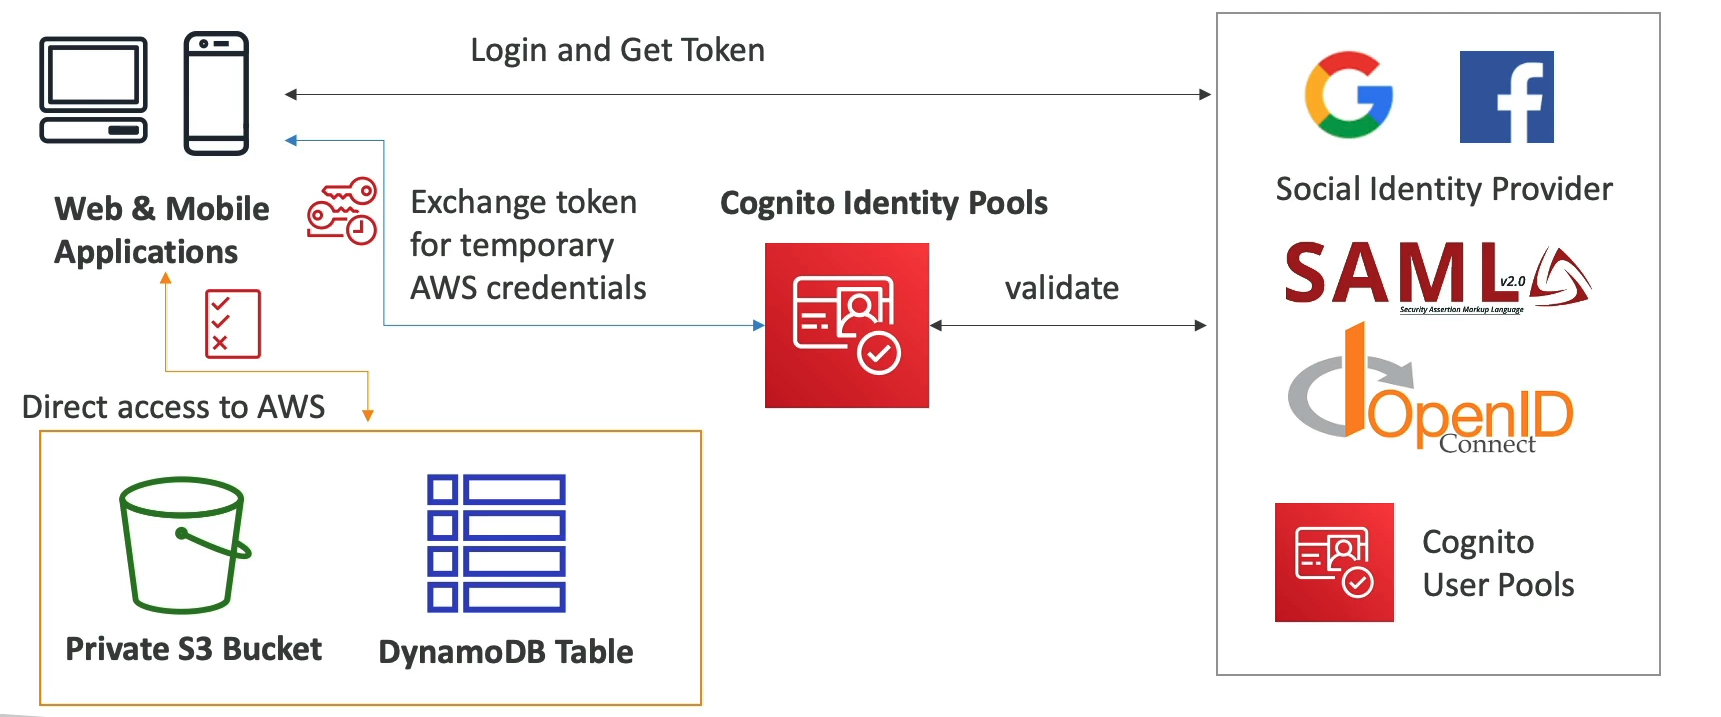 Login and Get Token
Web & Mobile
Applications
Exchange token
for temporary
AWS credentials
Cognito Identity Pools
validate
Social Identity Provider
SAML
v2.0
Security Assertion Markup Language
OpenID
Connect
Cognito
User Pools
Direct access to AWS
Private S3 Bucket
DynamoDB Table